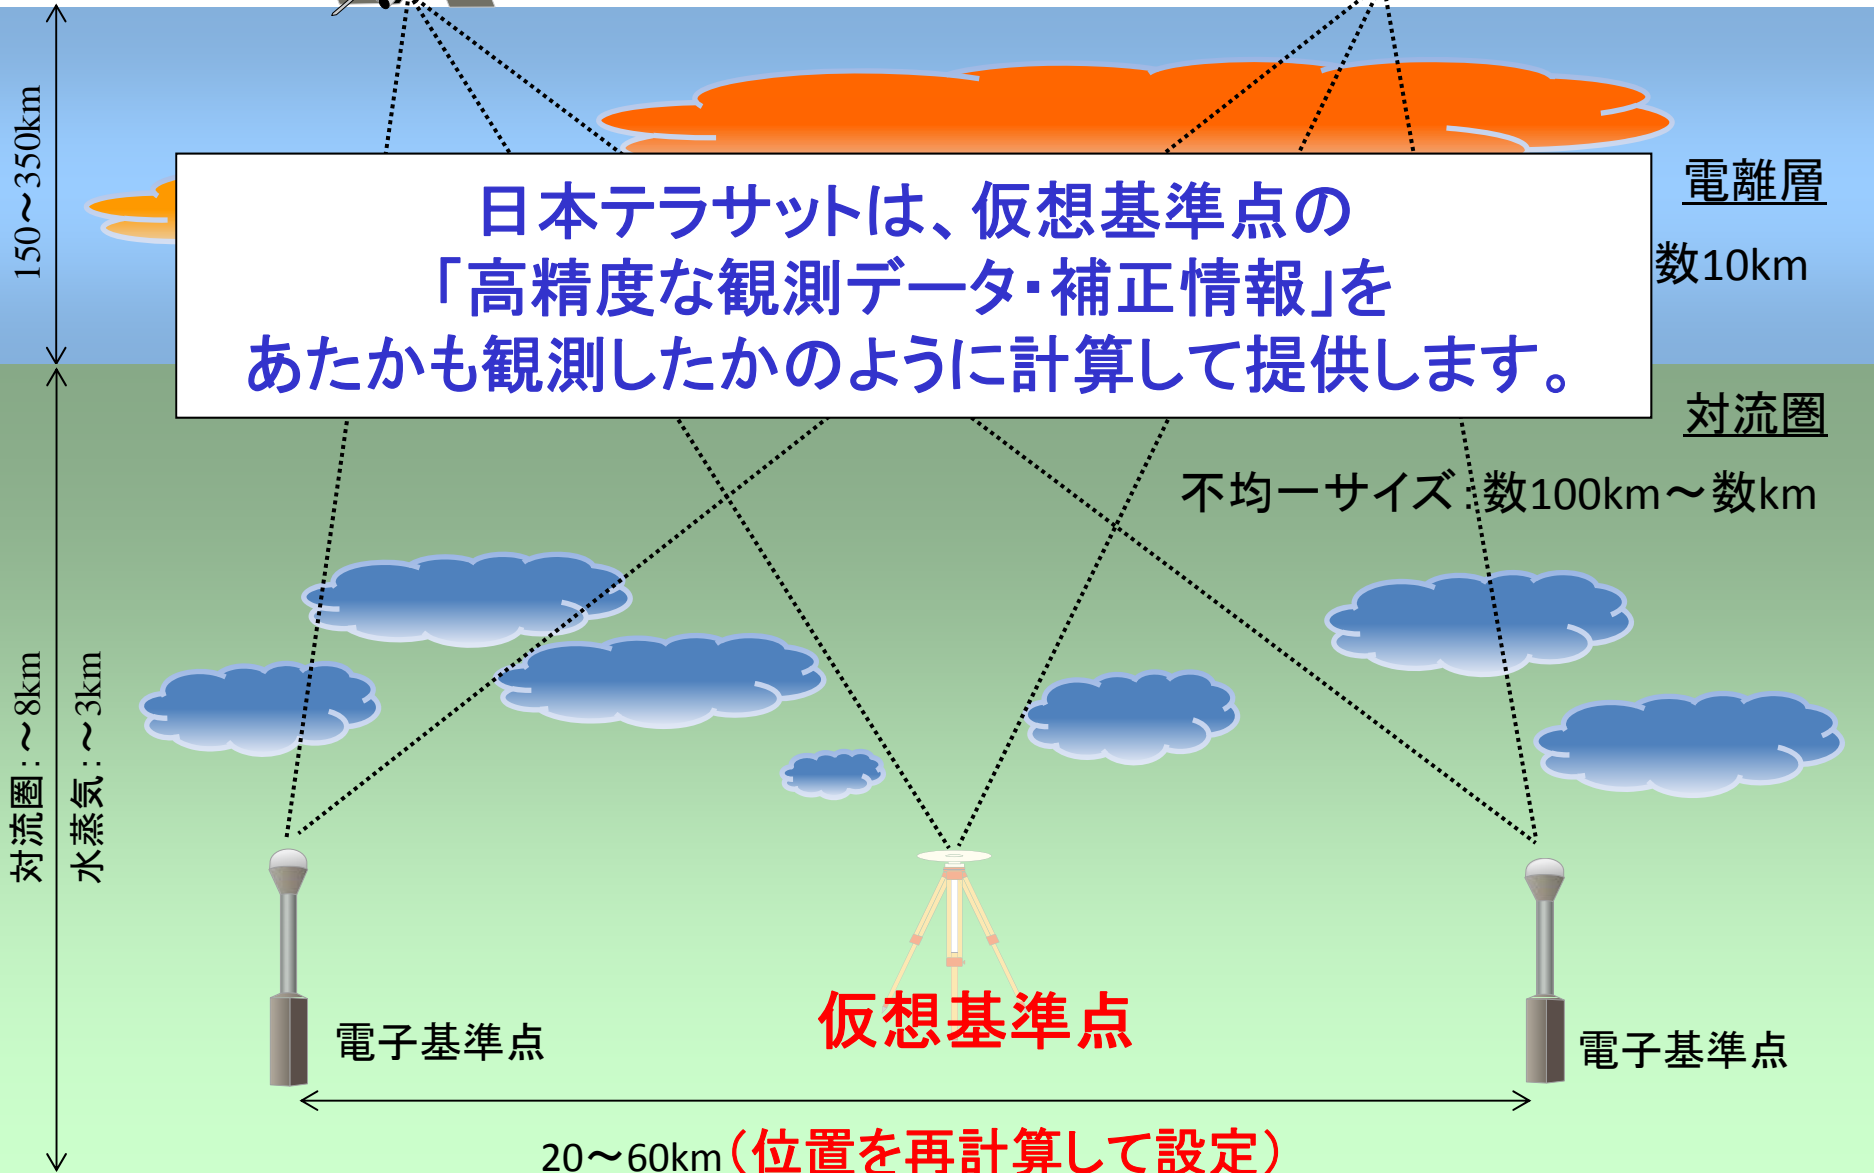 150～350km
電離層
日本テラサットは、仮想基準点の
「高精度な観測データ・補正情報」を
あたかも観測したかのように計算して提供します。
数10km
対流圏
不均一サイズ：数100km～数km
対流圏：～8km
水蒸気：～3km
電子基準点
仮想基準点
電子基準点
20～60km（位置を再計算して設定）